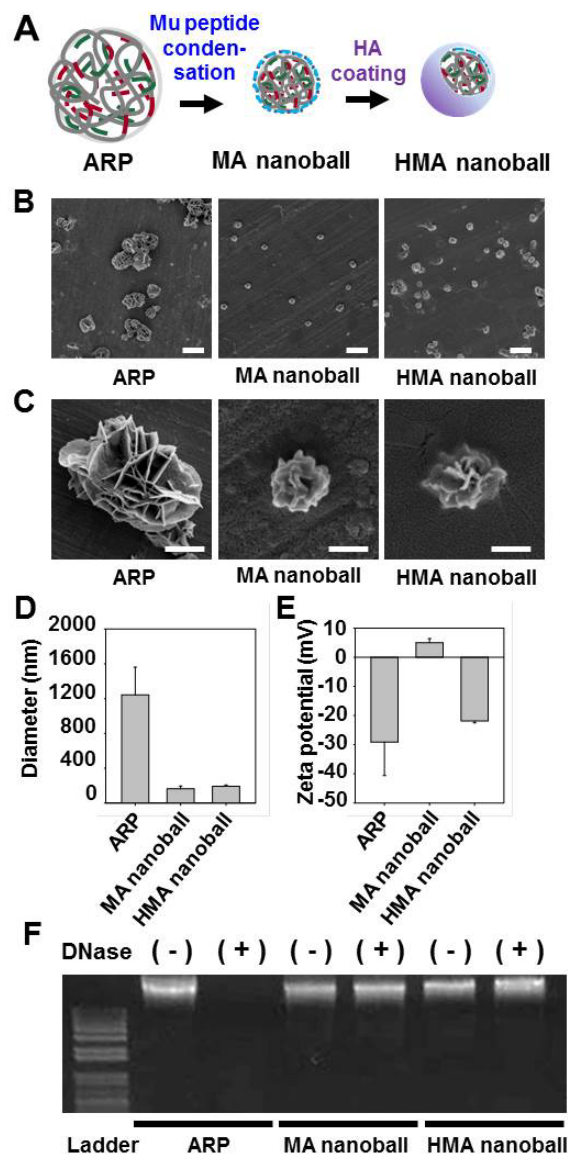 A
Mu peptide
conden-
sation
HA
coating
ARP
MA nanoball
HMA nanoball
B
ARP
MA nanoball
HMA nanoball
C
ARP
MA nanoball
HMA nanoball
D
Diameter (nm)
2000
1600
1200
800
400
0
ARP
MA nanoball
HMA nanoball
E
Zeta potential (mV)
10
0
-10
-20
-30
-40
-50
ARP
MA nanoball
HMA nanoball
F
DNase ( - ) ( + ) ( - ) ( + ) ( - ) ( + )
Ladder ARP MA nanoball HMA nanoball